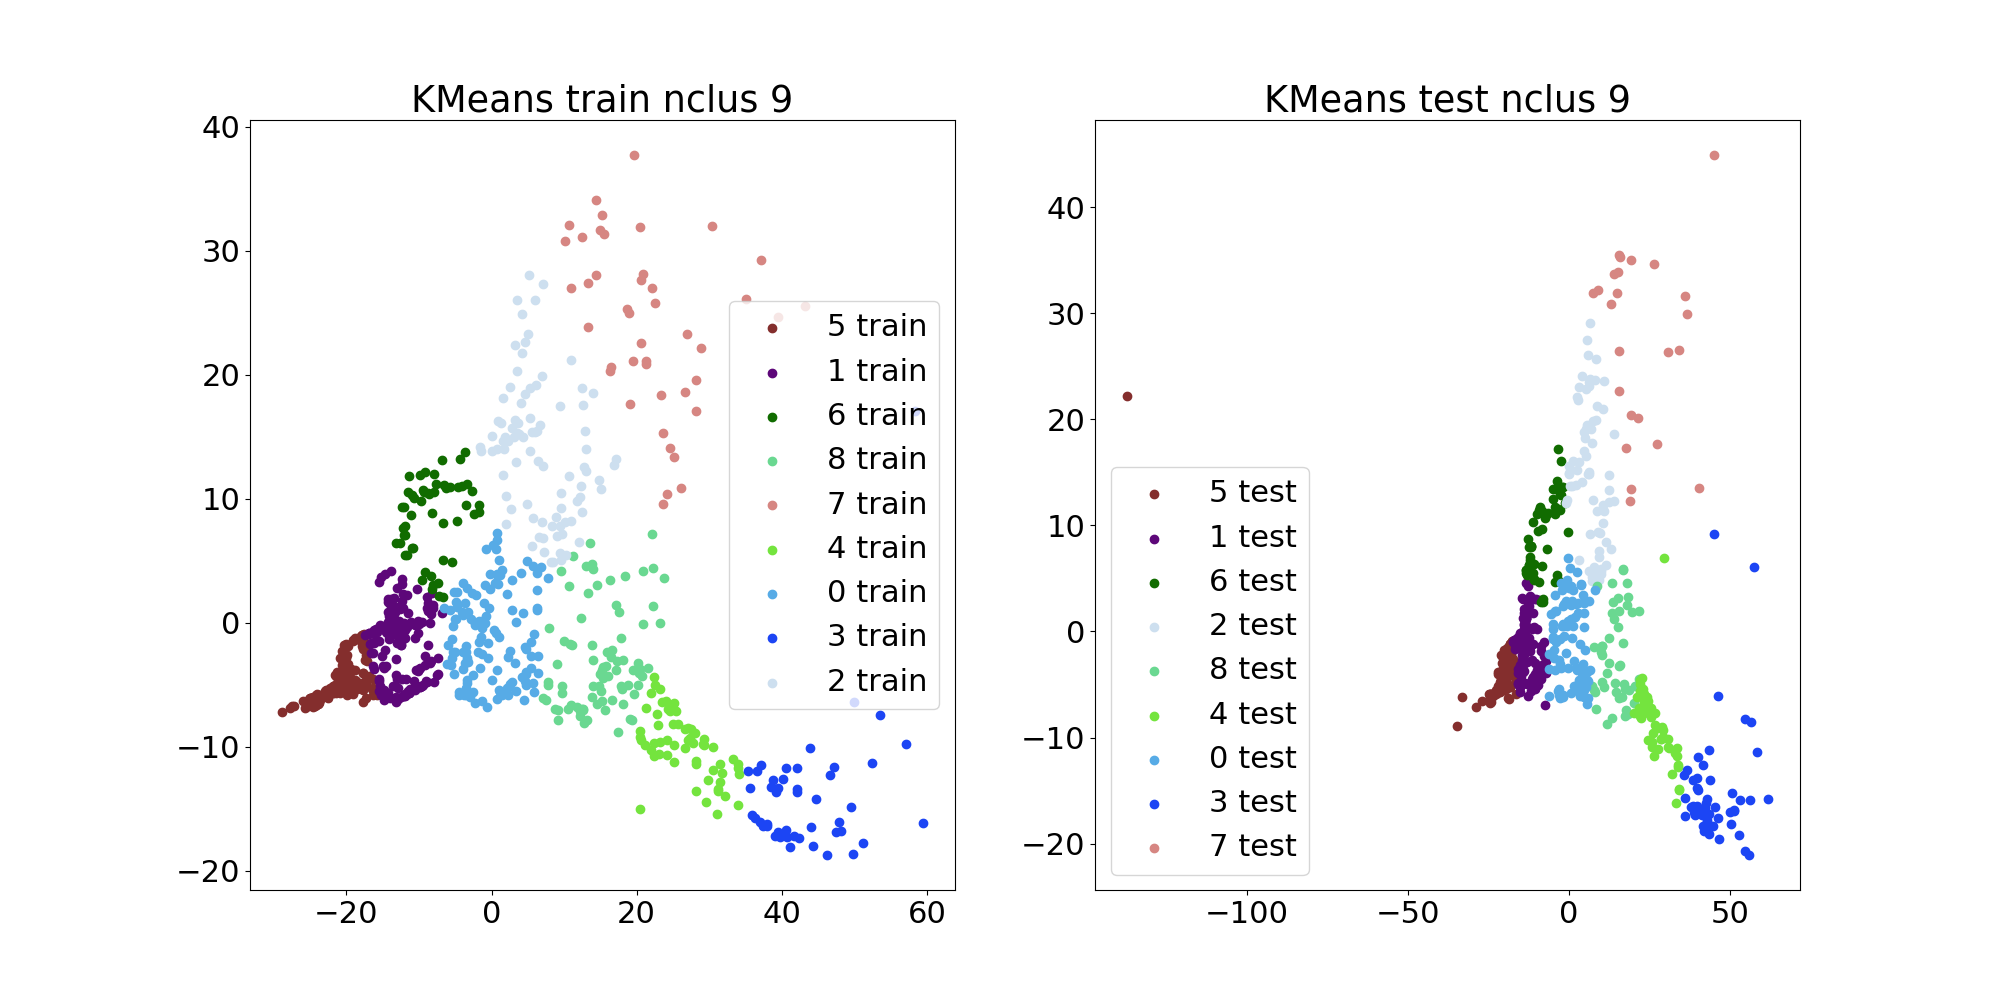 KMeans train nclus 9
40
30
20
10
0
−10
−20
−20 0 20 40 60
5 train
1 train
6 train
8 train
7 train
4 train
0 train
3 train
2 train
KMeans test nclus 9
40
30
20
10
0
−10
−20
−100 −50 0 50
5 test
1 test
6 test
2 test
8 test
4 test
0 test
3 test
7 test